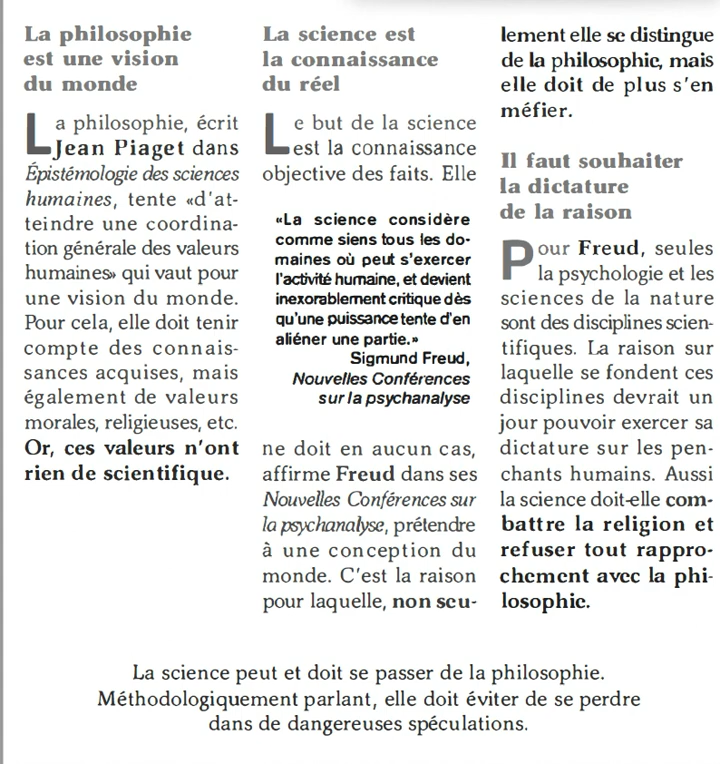 La philosophie
est une vision
du monde
La philosophie, écrit
Jean Piaget dans
Épistémologie des sciences
humaines, tente «d'at-
teindre une coordina-
tion générale des valeurs
humaines» qui vaut pour
une vision du monde.
Pour cela, elle doit tenir
compte des connais-
sances acquises, mais
également de valeurs
morales, religieuses, etc.
Or, ces valeurs n'ont
rien de scientifique.
La science est
la connaissance
du réel
Le but de la science
est la connaissance
objective des faits. Elle
«La science considère
comme siens tous les do-
maines où peut s'exercer
l'activité humaine, et devient
inexorablement critique dès
qu'une puissance tente d'en
aliéner une partie.»
Sigmund Freud,
Nouvelles Conférences
sur la psychanalyse
ne doit en aucun cas,
affirme Freud dans ses
Nouvelles Conférences sur
la psychanalyse, prétendre
à une conception du
monde. C'est la raison
pour laquelle, non seu-
lement elle se distingue
de la philosophie, mais
elle doit de plus s'en
méfier.
Il faut souhaiter
la dictature
de la raison
Pour Freud, seules
la psychologie et les
sciences de la nature
sont des disciplines scien-
tifiques. La raison sur
laquelle se fondent ces
disciplines devrait un
jour pouvoir exercer sa
dictature sur les pen-
chants humains. Aussi
la science doit-elle com-
battre la religion et
refuser tout rappro-
chement avec la phi-
losophie.
La science peut et doit se passer de la philosophie.
Méthodologiquement parlant, elle doit éviter de se perdre
dans de dangereuses spéculations.